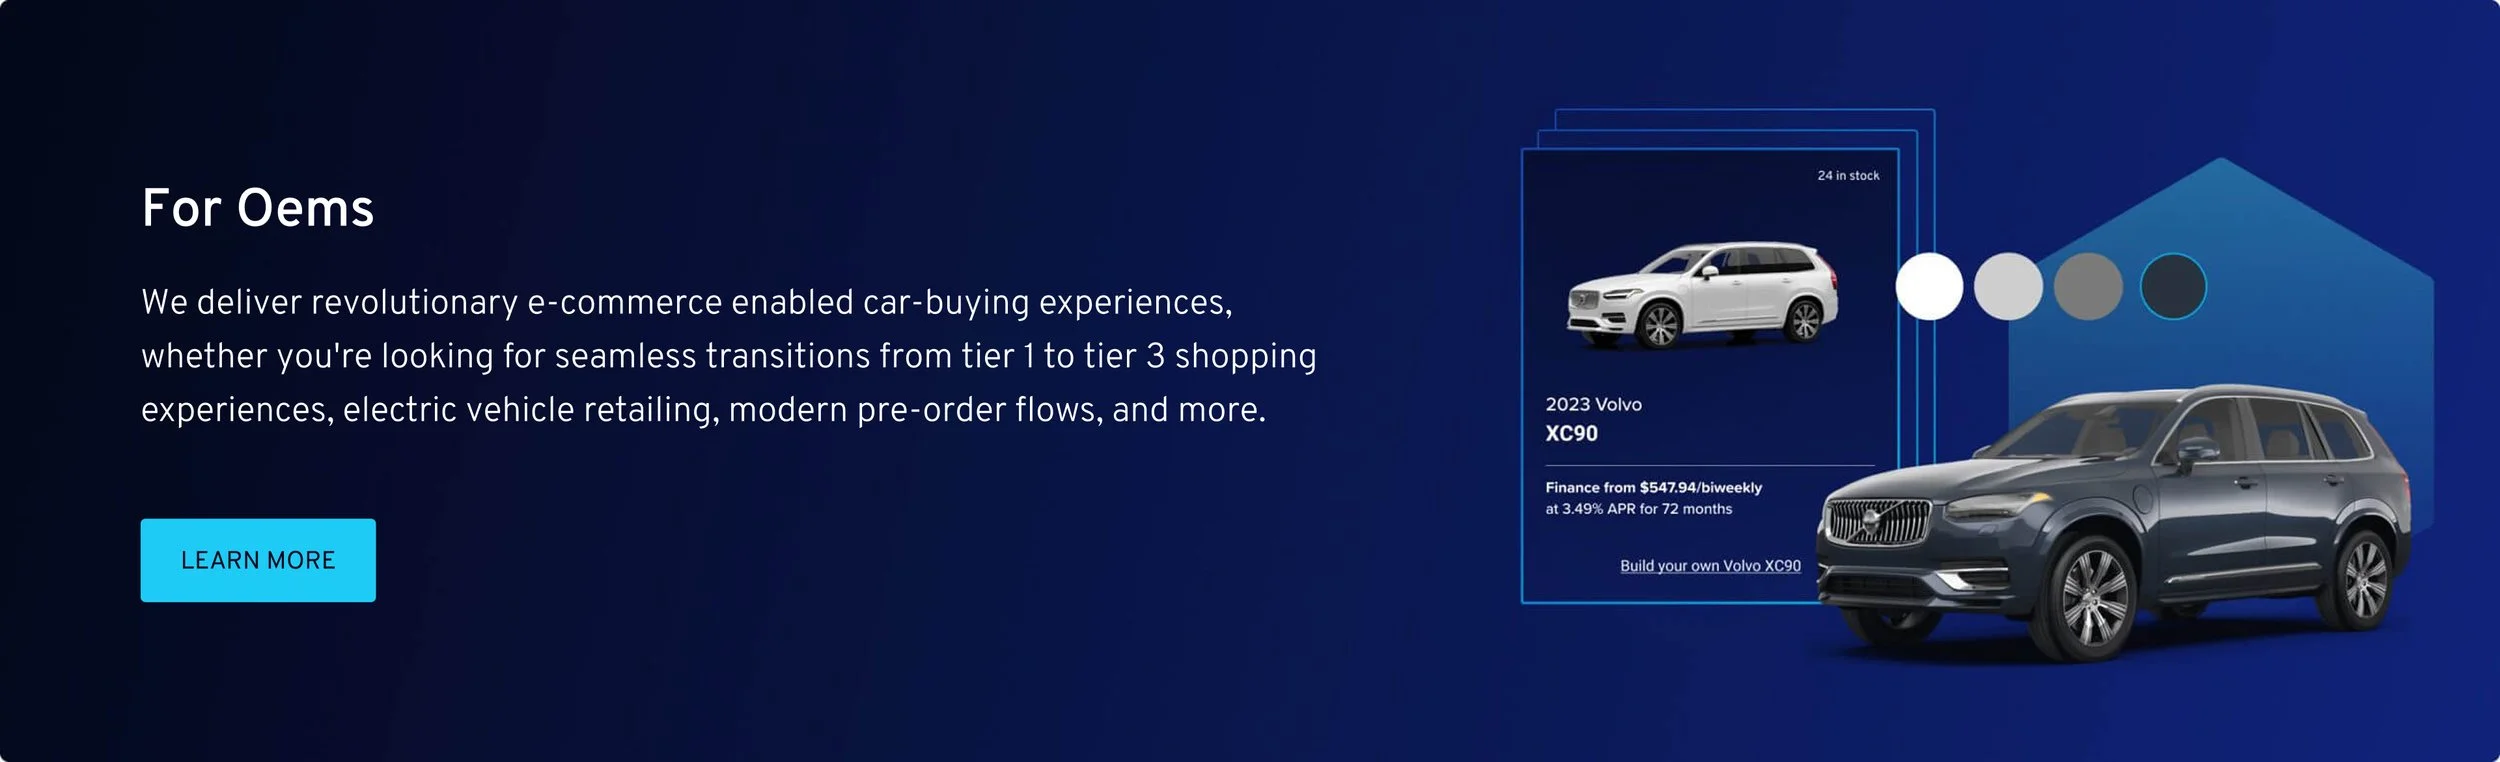 For Oems
We deliver revolutionary e-commerce enabled car-buying experiences,
whether you're looking for seamless transitions from tier 1 to tier 3 shopping
experiences, electric vehicle retailing, modern pre-order flows, and more.
LEARN MORE
24 in stock
2023 Volvo
XC90
Finance from $547.94/biweekly
at 3.49% APR for 72 months
Build your own Volvo XC90